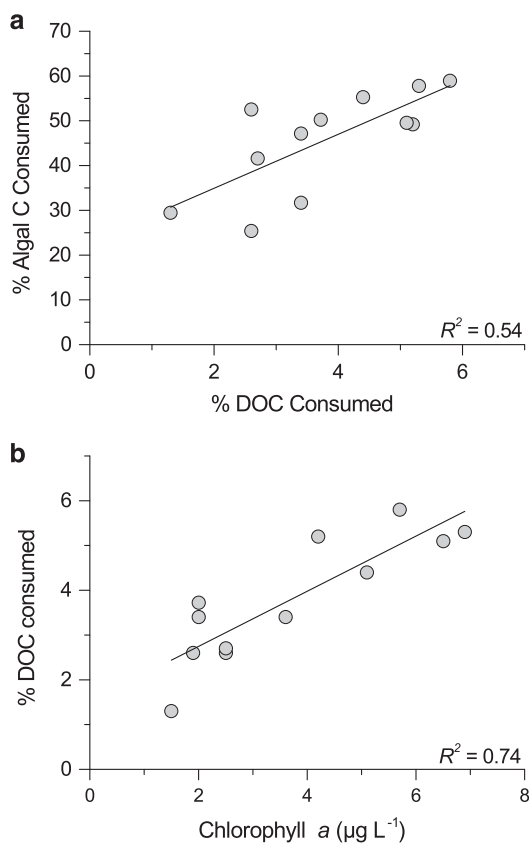 a
70
60
50
40
30
20
10
0
% Algal C Consumed
R² = 0.54
0 2 4 6
% DOC Consumed
b
6
4
2
0
% DOC consumed
R² = 0.74
0 2 4 6 8
Chlorophyll a (µg L⁻¹)